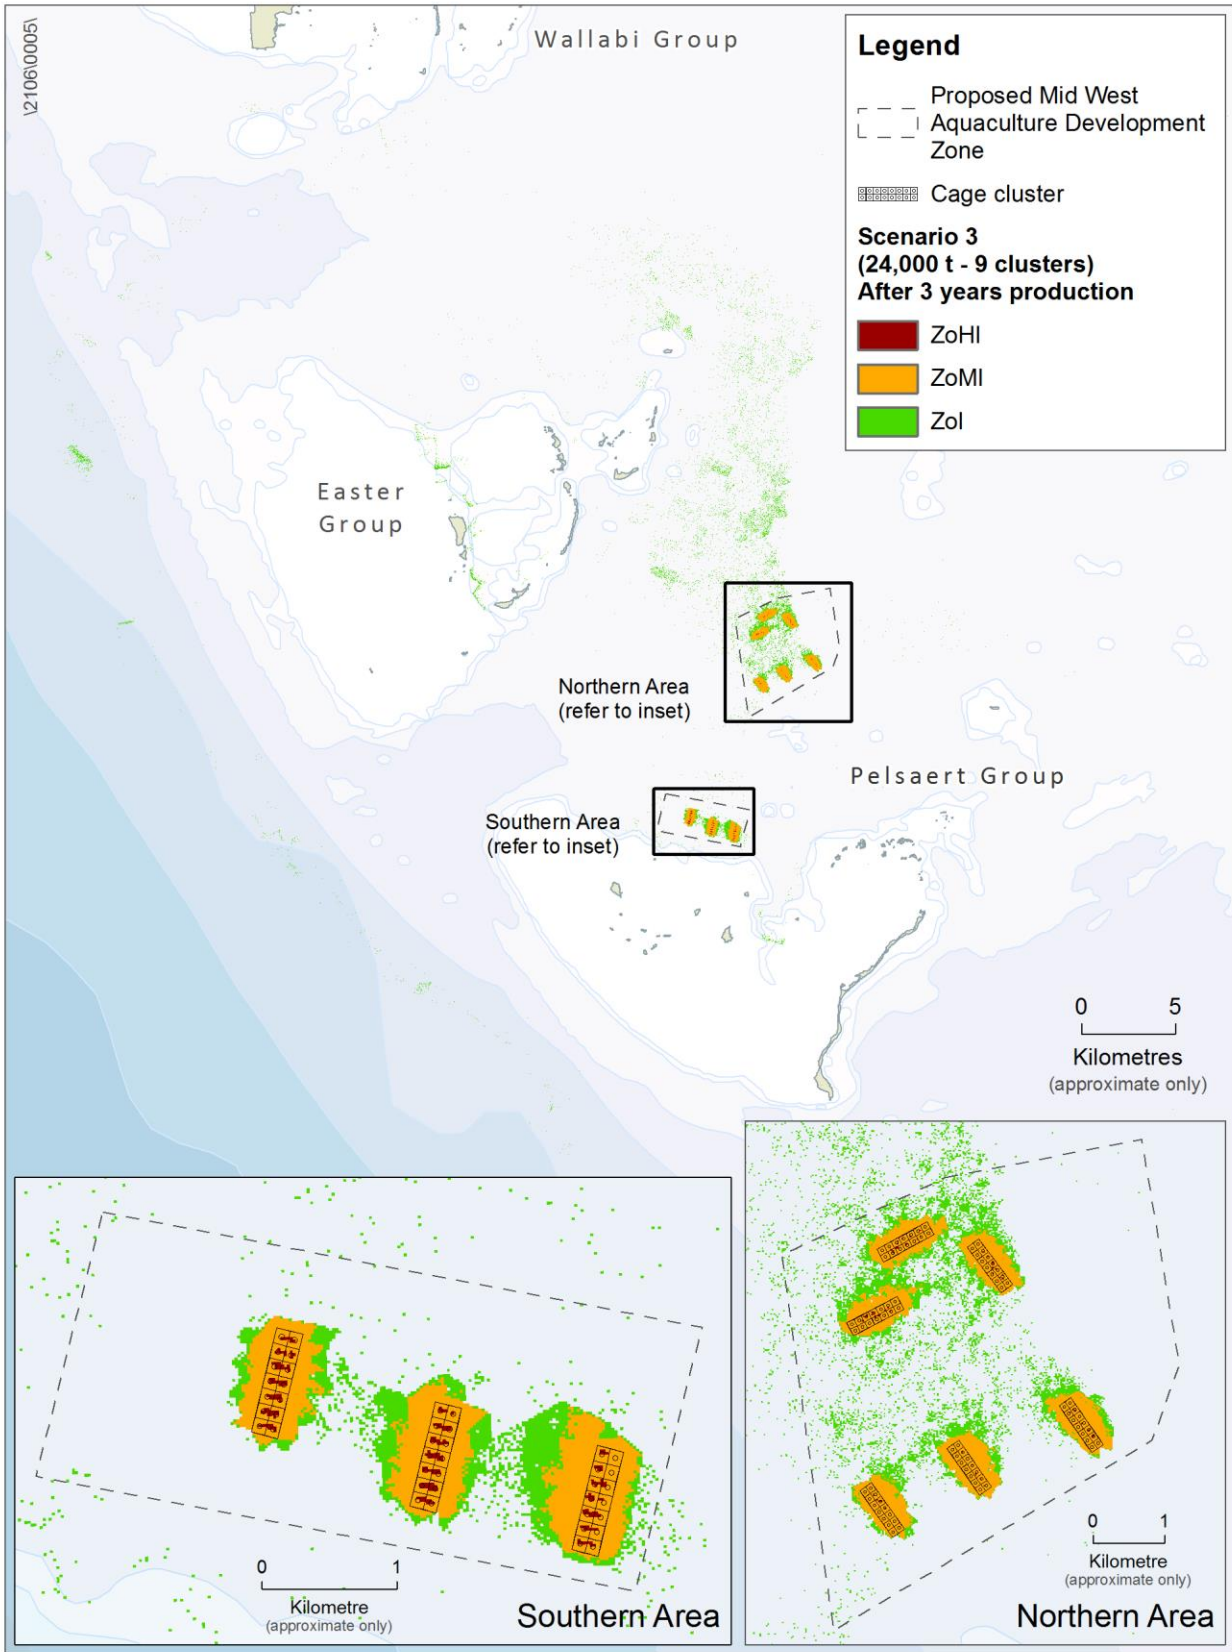 \2106\0005\
Wallabi Group
Legend
Proposed Mid West
Aquaculture Development
Zone
Cage cluster
Scenario 3
(24,000 t - 9 clusters)
After 3 years production
ZoHI
ZoMI
ZoI
Easter
Group
Northern Area
(refer to inset)
Pelsaert Group
Southern Area
(refer to inset)
0 5
Kilometres
(approximate only)
0 1
Kilometre
(approximate only)
Southern Area
0 1
Kilometre
(approximate only)
Northern Area